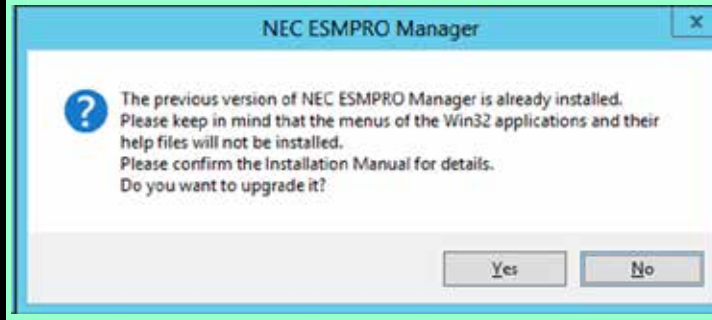 NEC ESMPRO Manager
x
The previous version of NEC ESMPRO Manager is already installed.
Please keep in mind that the menus of the Win32 applications and their
help files will not be installed.
Please confirm the Installation Manual for details.
Do you want to upgrade it?
Yes
No